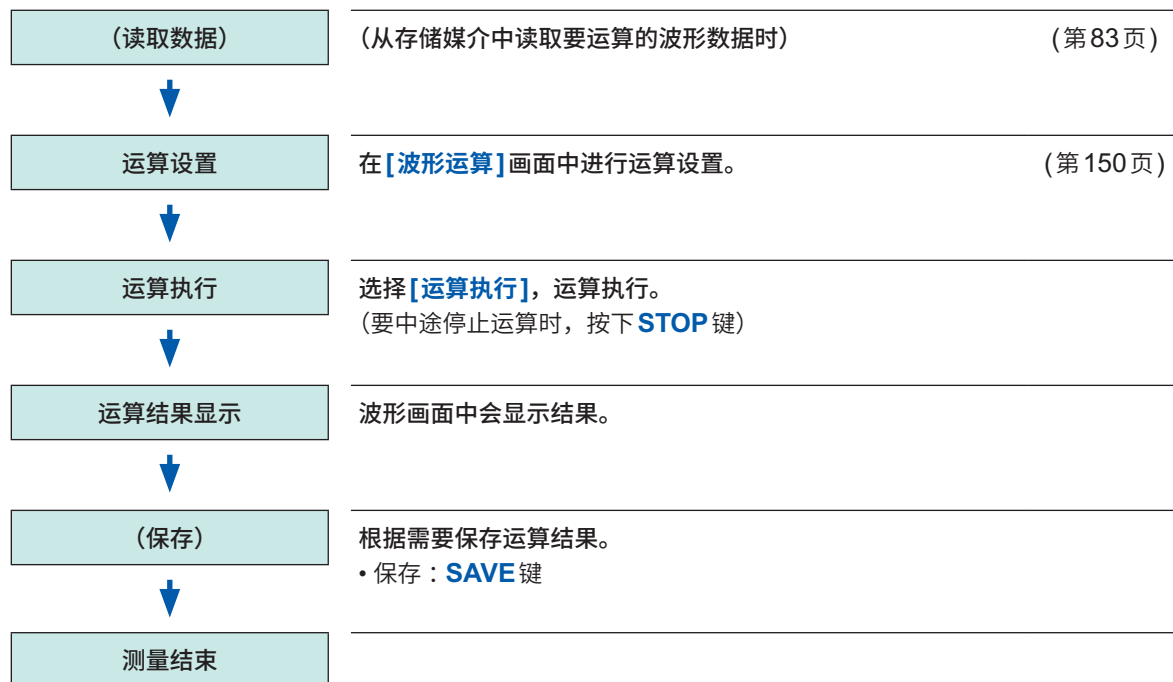 （读取数据） （从存储媒介中读取要运算的波形数据时） (第83页)
运算设置 在[波形运算]画面中进行运算设置。 (第150页)
运算执行 选择[运算执行]，运算执行。
（要中途停止运算时，按下STOP键）
运算结果显示 波形画面中会显示结果。
（保存） 根据需要保存运算结果。
• 保存：SAVE键
测量结束